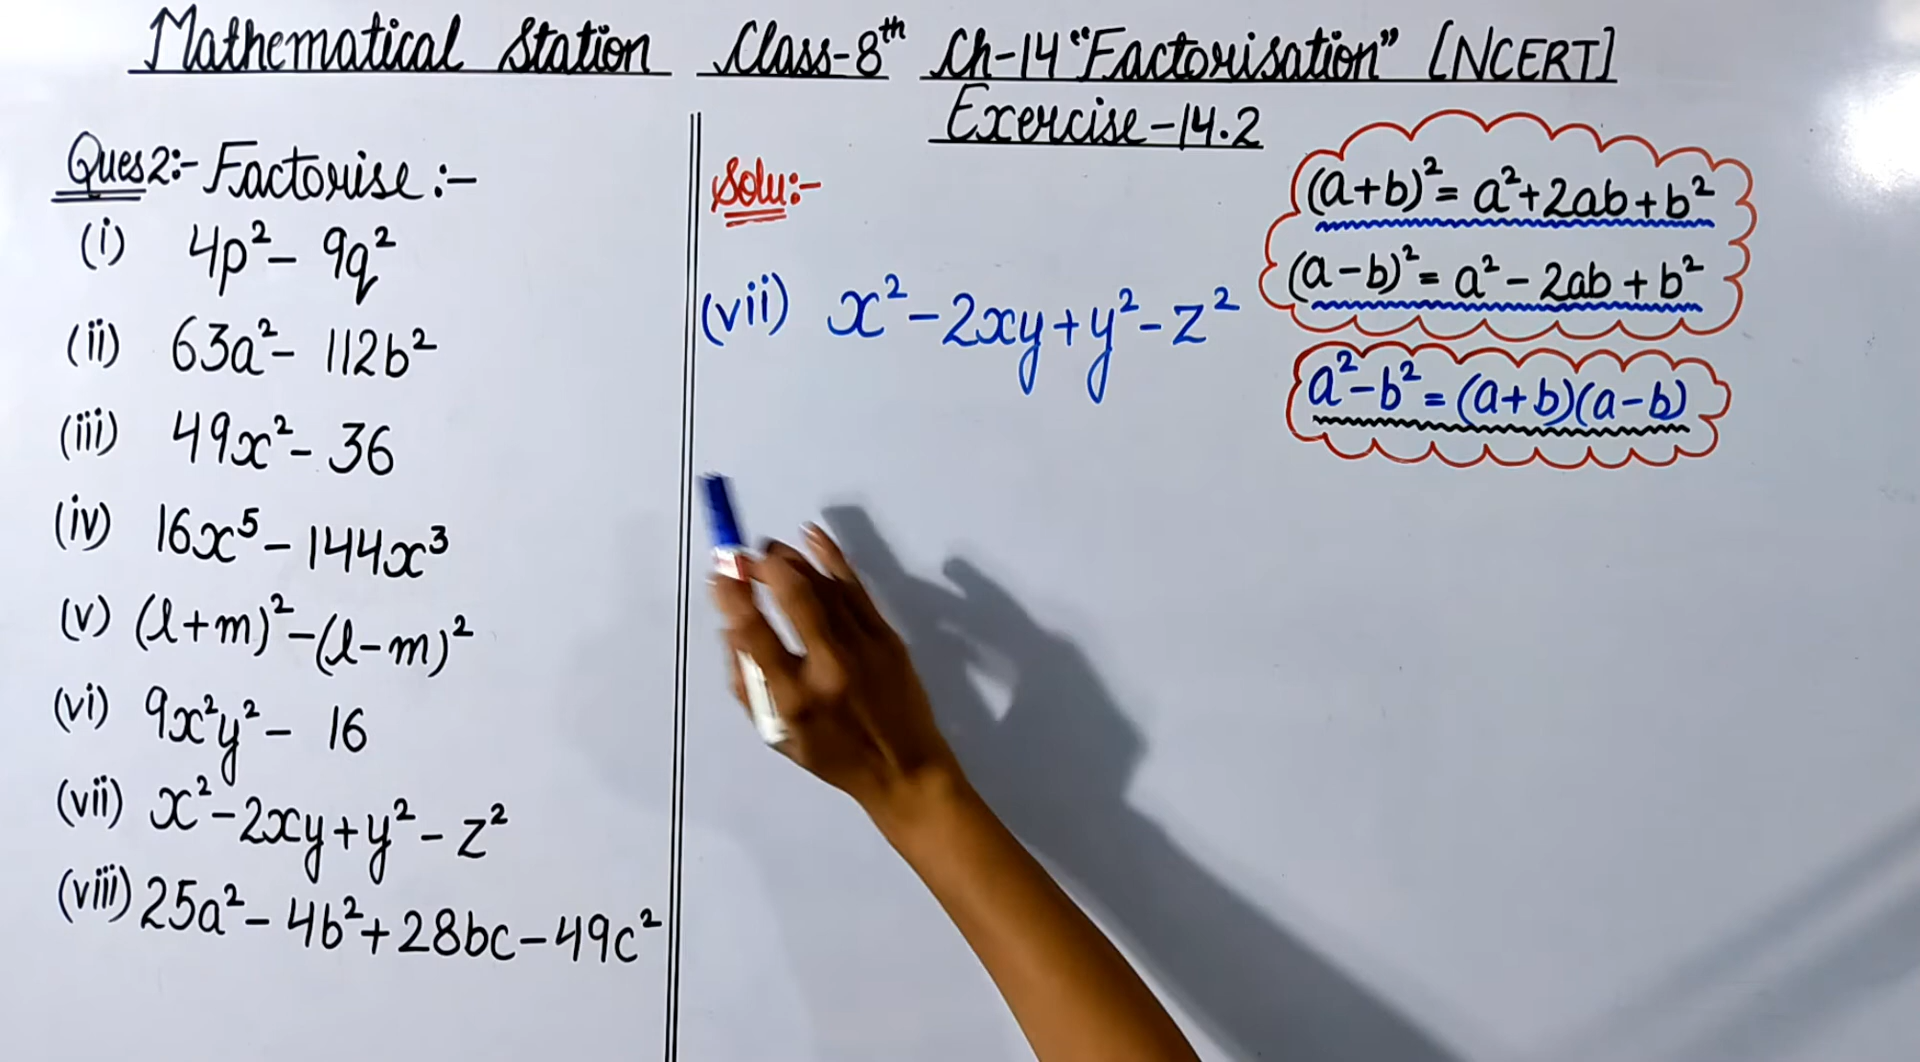 Mathematical Station Class-8th Ch-14 “Factorisation” [NCERT]
Exercise-14.2
Ques2:- Factorise:-
(i) 4p²- 9q²
(ii) 63a²- 112b²
(iii) 49x²- 36
(iv) 16x⁵- 144x³
(v) (l+m)²-(l-m)²
(vi) 9x²y²- 16
(vii) x²-2xy+y²-z²
(viii) 25a²- 4b²+28bc-49c²
Solu:-
(vii) x²-2xy+y²-z²
(a+b)²= a²+2ab+b²
(a-b)²= a²-2ab+b²
a²-b²=(a+b)(a-b)